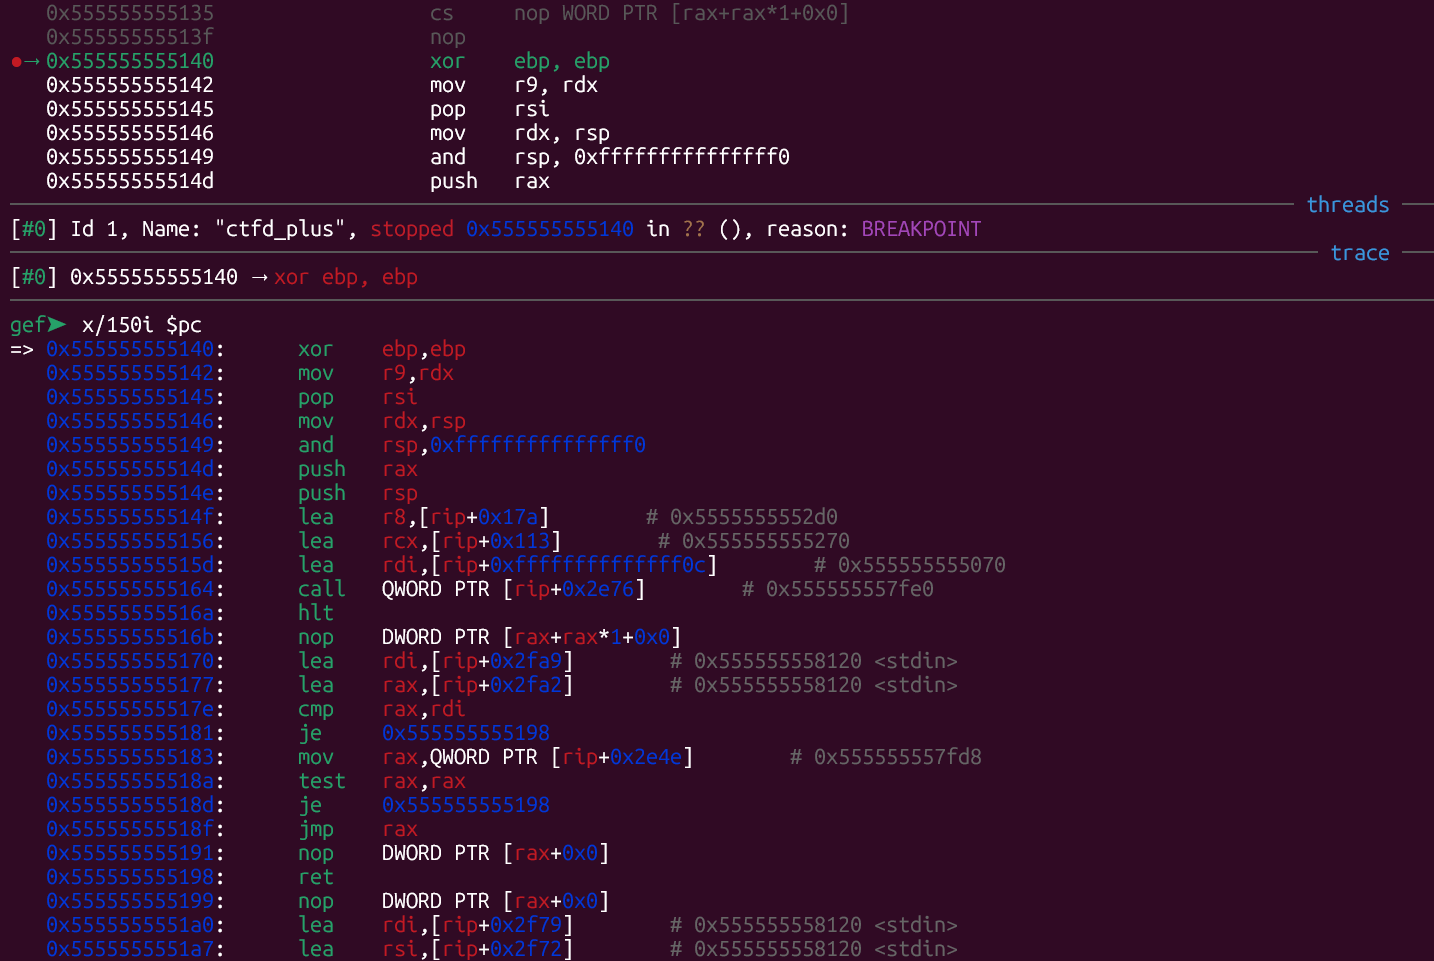 0x555555555135 cs nop WORD PTR [rax+rax*1+0x0]
0x55555555513f nop
●→ 0x555555555140 xor ebp, ebp
0x555555555142 mov r9, rdx
0x555555555145 pop rsi
0x555555555146 mov rdx, rsp
0x555555555149 and rsp, 0xfffffffffffffff0
0x55555555514d push rax
threads
[#0] Id 1, Name: "ctfd_plus", stopped 0x555555555140 in ?? (), reason: BREAKPOINT
trace
[#0] 0x555555555140 → xor ebp, ebp
gef➤ x/150i $pc
=> 0x555555555140: xor ebp,ebp
0x555555555142: mov r9,rdx
0x555555555145: pop rsi
0x555555555146: mov rdx,rsp
0x555555555149: and rsp,0xfffffffffffffff0
0x55555555514d: push rax
0x55555555514e: push rsp
0x55555555514f: lea r8,[rip+0x17a] # 0x5555555552d0
0x555555555156: lea rcx,[rip+0x113] # 0x555555555270
0x55555555515d: lea rdi,[rip+0xffffffffffffff0c] # 0x555555555070
0x555555555164: call QWORD PTR [rip+0x2e76] # 0x555555557fe0
0x55555555516a: hlt
0x55555555516b: nop DWORD PTR [rax+rax*1+0x0]
0x555555555170: lea rdi,[rip+0x2fa9] # 0x555555558120 <stdin>
0x555555555177: lea rax,[rip+0x2fa2] # 0x555555558120 <stdin>
0x55555555517e: cmp rax,rdi
0x555555555181: je 0x555555555198
0x555555555183: mov rax,QWORD PTR [rip+0x2e4e] # 0x555555557fd8
0x55555555518a: test rax,rax
0x55555555518d: je 0x555555555198
0x55555555518f: jmp rax
0x555555555191: nop DWORD PTR [rax+0x0]
0x555555555198: ret
0x555555555199: nop DWORD PTR [rax+0x0]
0x5555555551a0: lea rdi,[rip+0x2f79] # 0x555555558120 <stdin>
0x5555555551a7: lea rsi,[rip+0x2f72] # 0x555555558120 <stdin>